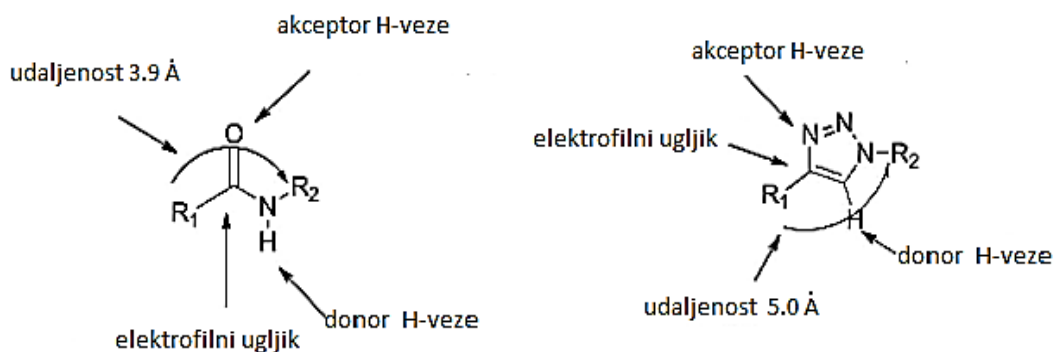 akceptor H-veze
udaljenost 3.9 Å
O
R1
N
R2
H
elektrofilni ugljik
donor H-veze
akceptor H-veze
elektrofilni ugljik
N
N
N
R2
R1
H
donor H-veze
udaljenost 5.0 Å